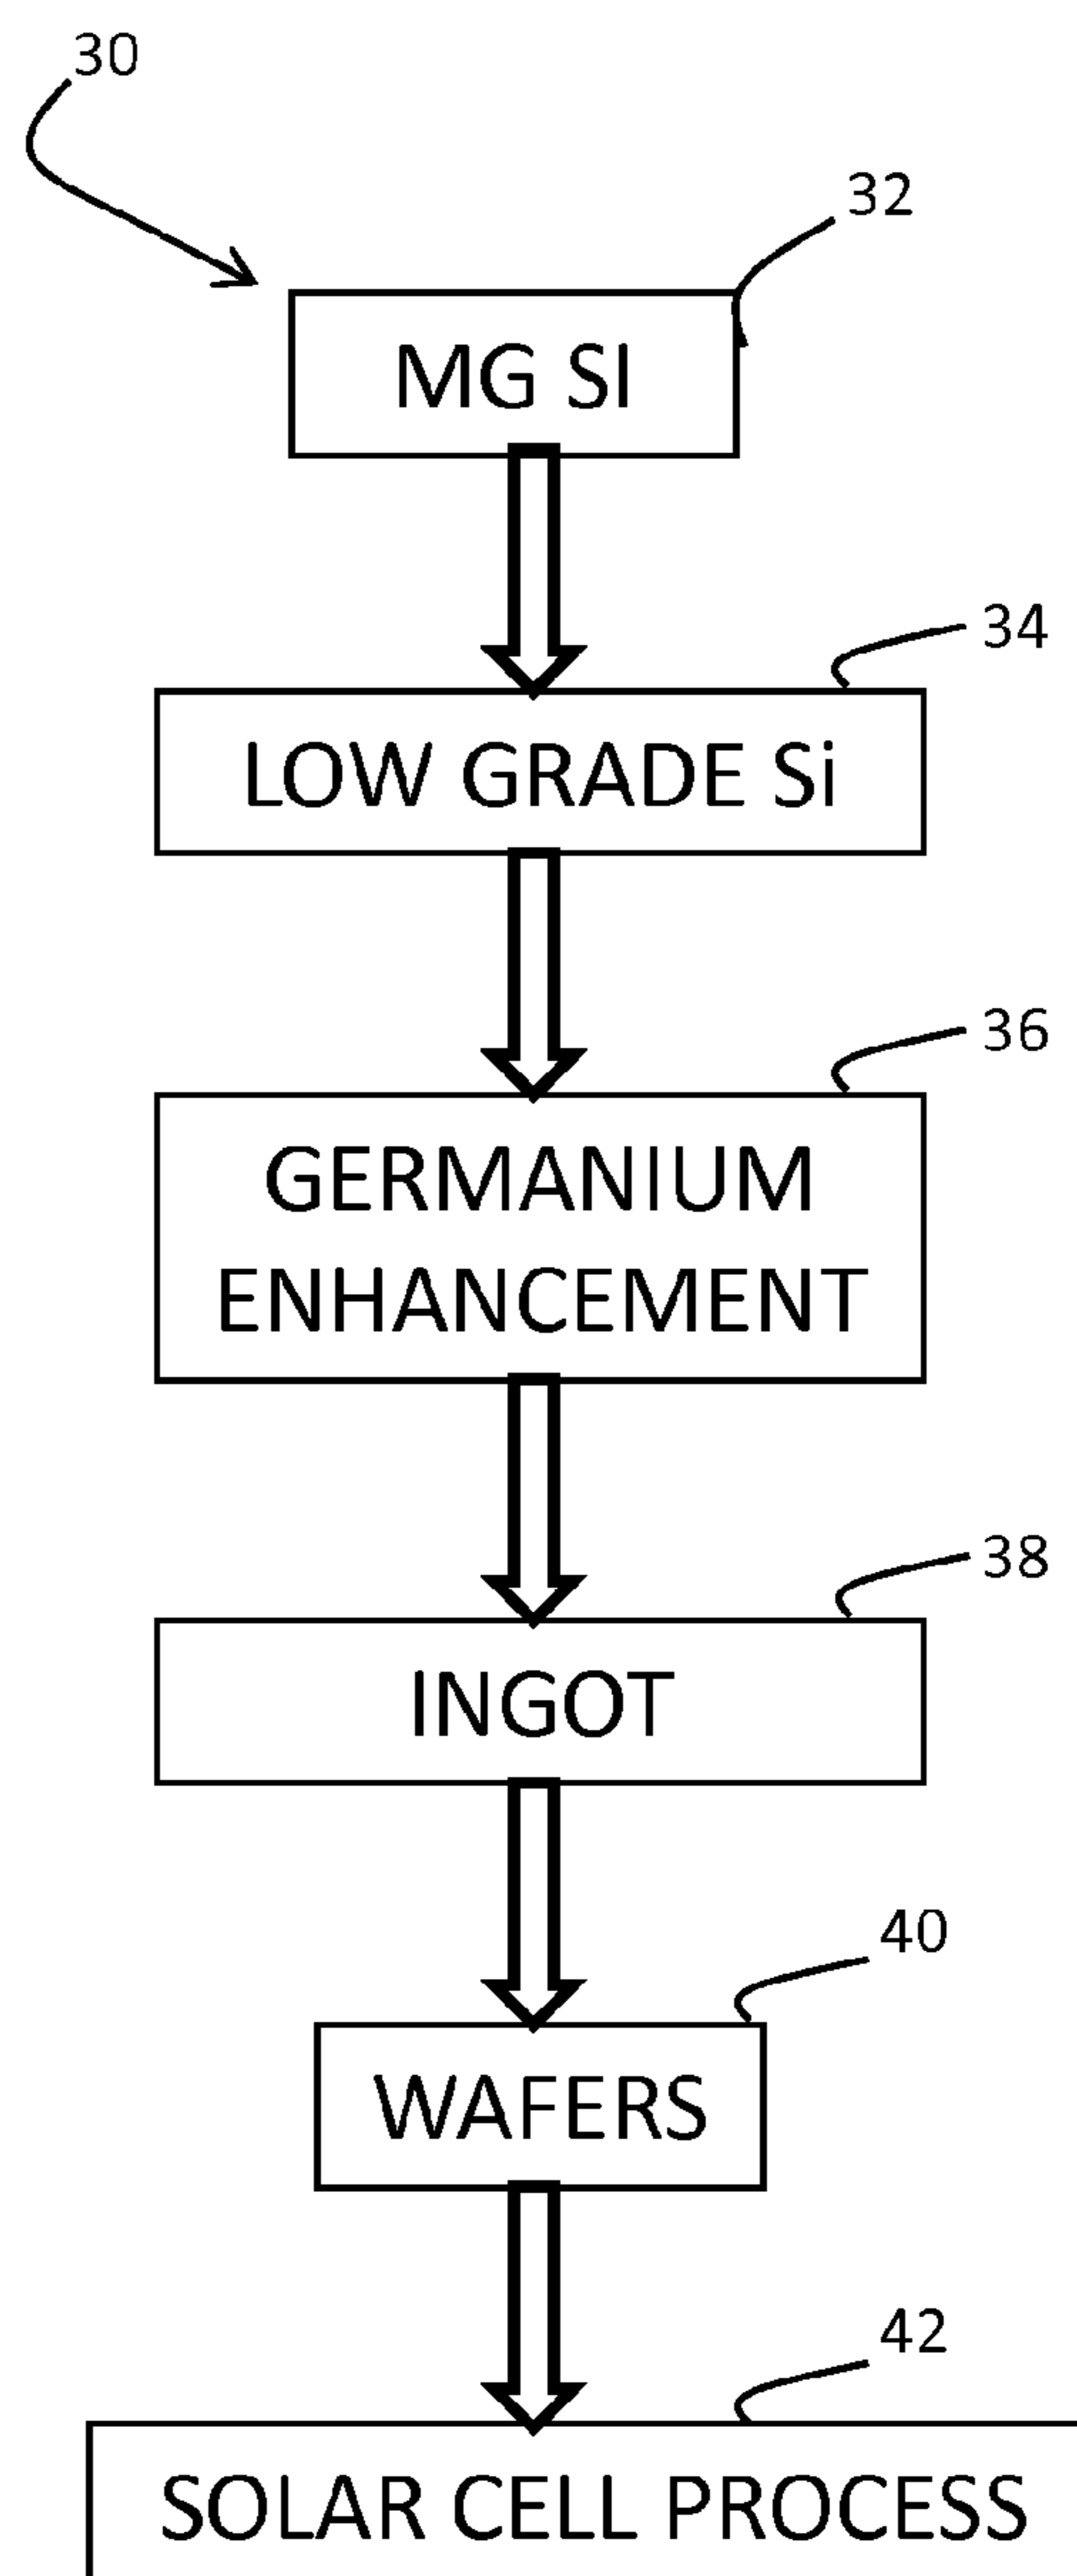 30
32
MG SI
34
LOW GRADE Si
36
GERMANIUM
ENHANCEMENT
38
INGOT
40
WAFERS
42
SOLAR CELL PROCESS